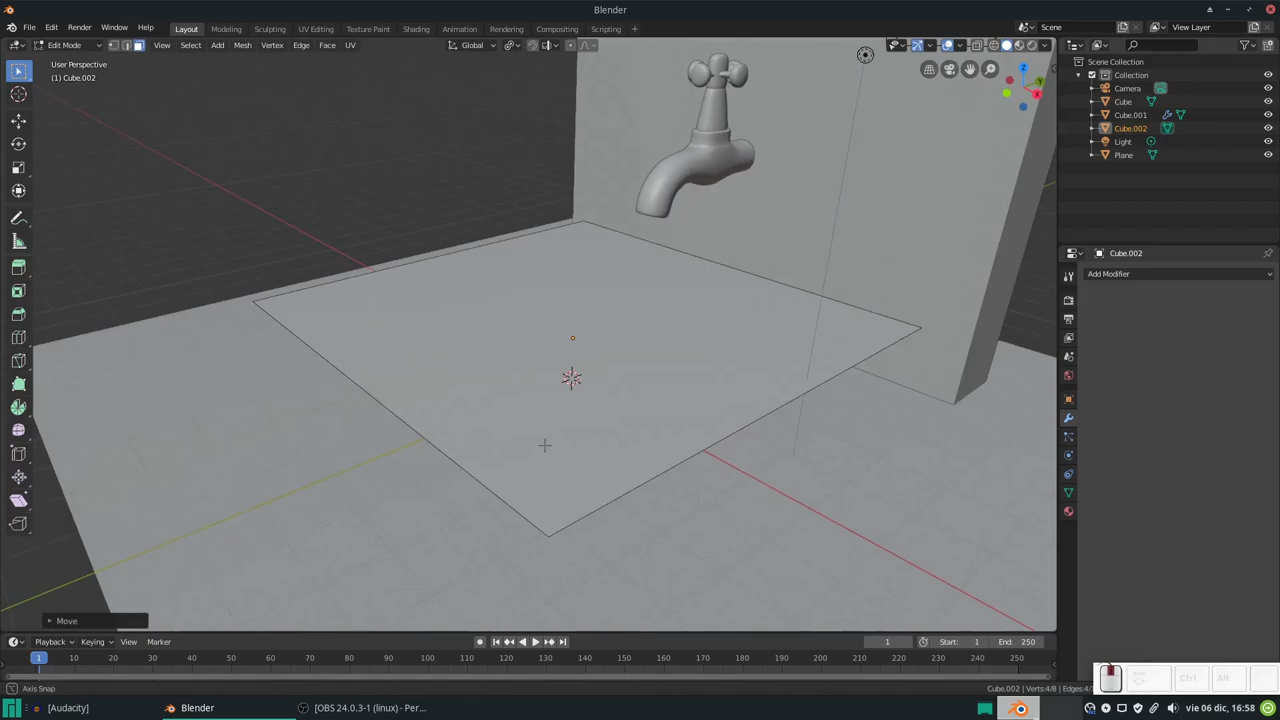 Blender
File Edit Render Window Help
Layout Modeling Sculpting UV Editing Texture Paint Shading Animation Rendering Compositing Scripting
Scene
View Layer
Edit Mode
View Select Add Mesh Vertex Edge Face UV
Global
User Perspective
(1) Cube.002
Scene Collection
Collection
Camera
Cube
Cube.001
Cube.002
Light
Plane
Cube.002
Add Modifier
Move
Playback Keying View Marker
1
Start: 1
End: 250
1 10 20 30 40 50 60 70 80 90 100 110 120 130 140 150 160 170 180 190 200 210 220 230 240 250
Axis Snap
Cube.002 | Verts:4/8 | Edges:4/
Ctrl
Alt
[Audacity]
Blender
[OBS 24.0.3-1 (linux) - Per...
vie 06 dic, 16:58